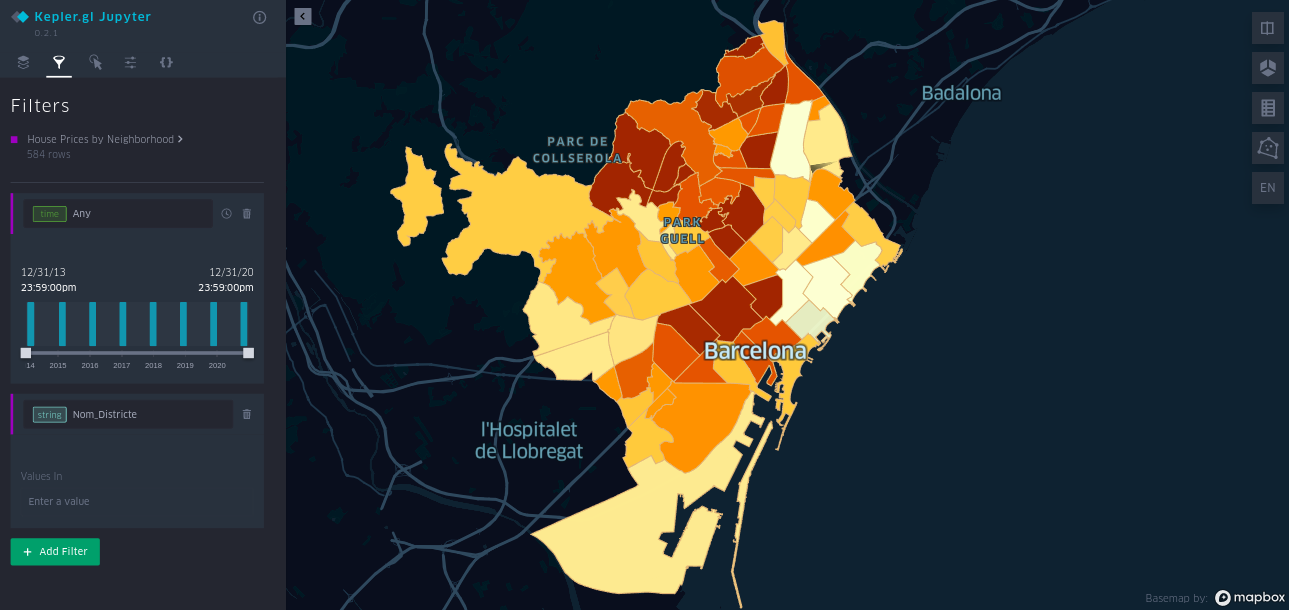 Kepler.gl Jupyter
0.2.1
Filters
House Prices by Neighborhood
584 rows
time Any
12/31/13 12/31/20
23:59:00pm 23:59:00pm
14 2015 2016 2017 2018 2019 2020
string Nom_Districte
Values In
Enter a value
+ Add Filter
Badalona
PARC DE
COLLSEROLA
PARK
GUELL
Barcelona
l'Hospitalet
de Llobregat
EN
Basemap by: mapbox